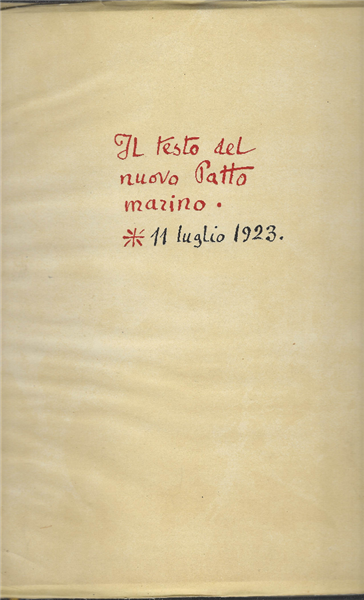 Il testo del
nuovo Patto
marino.
* 11 luglio 1923.